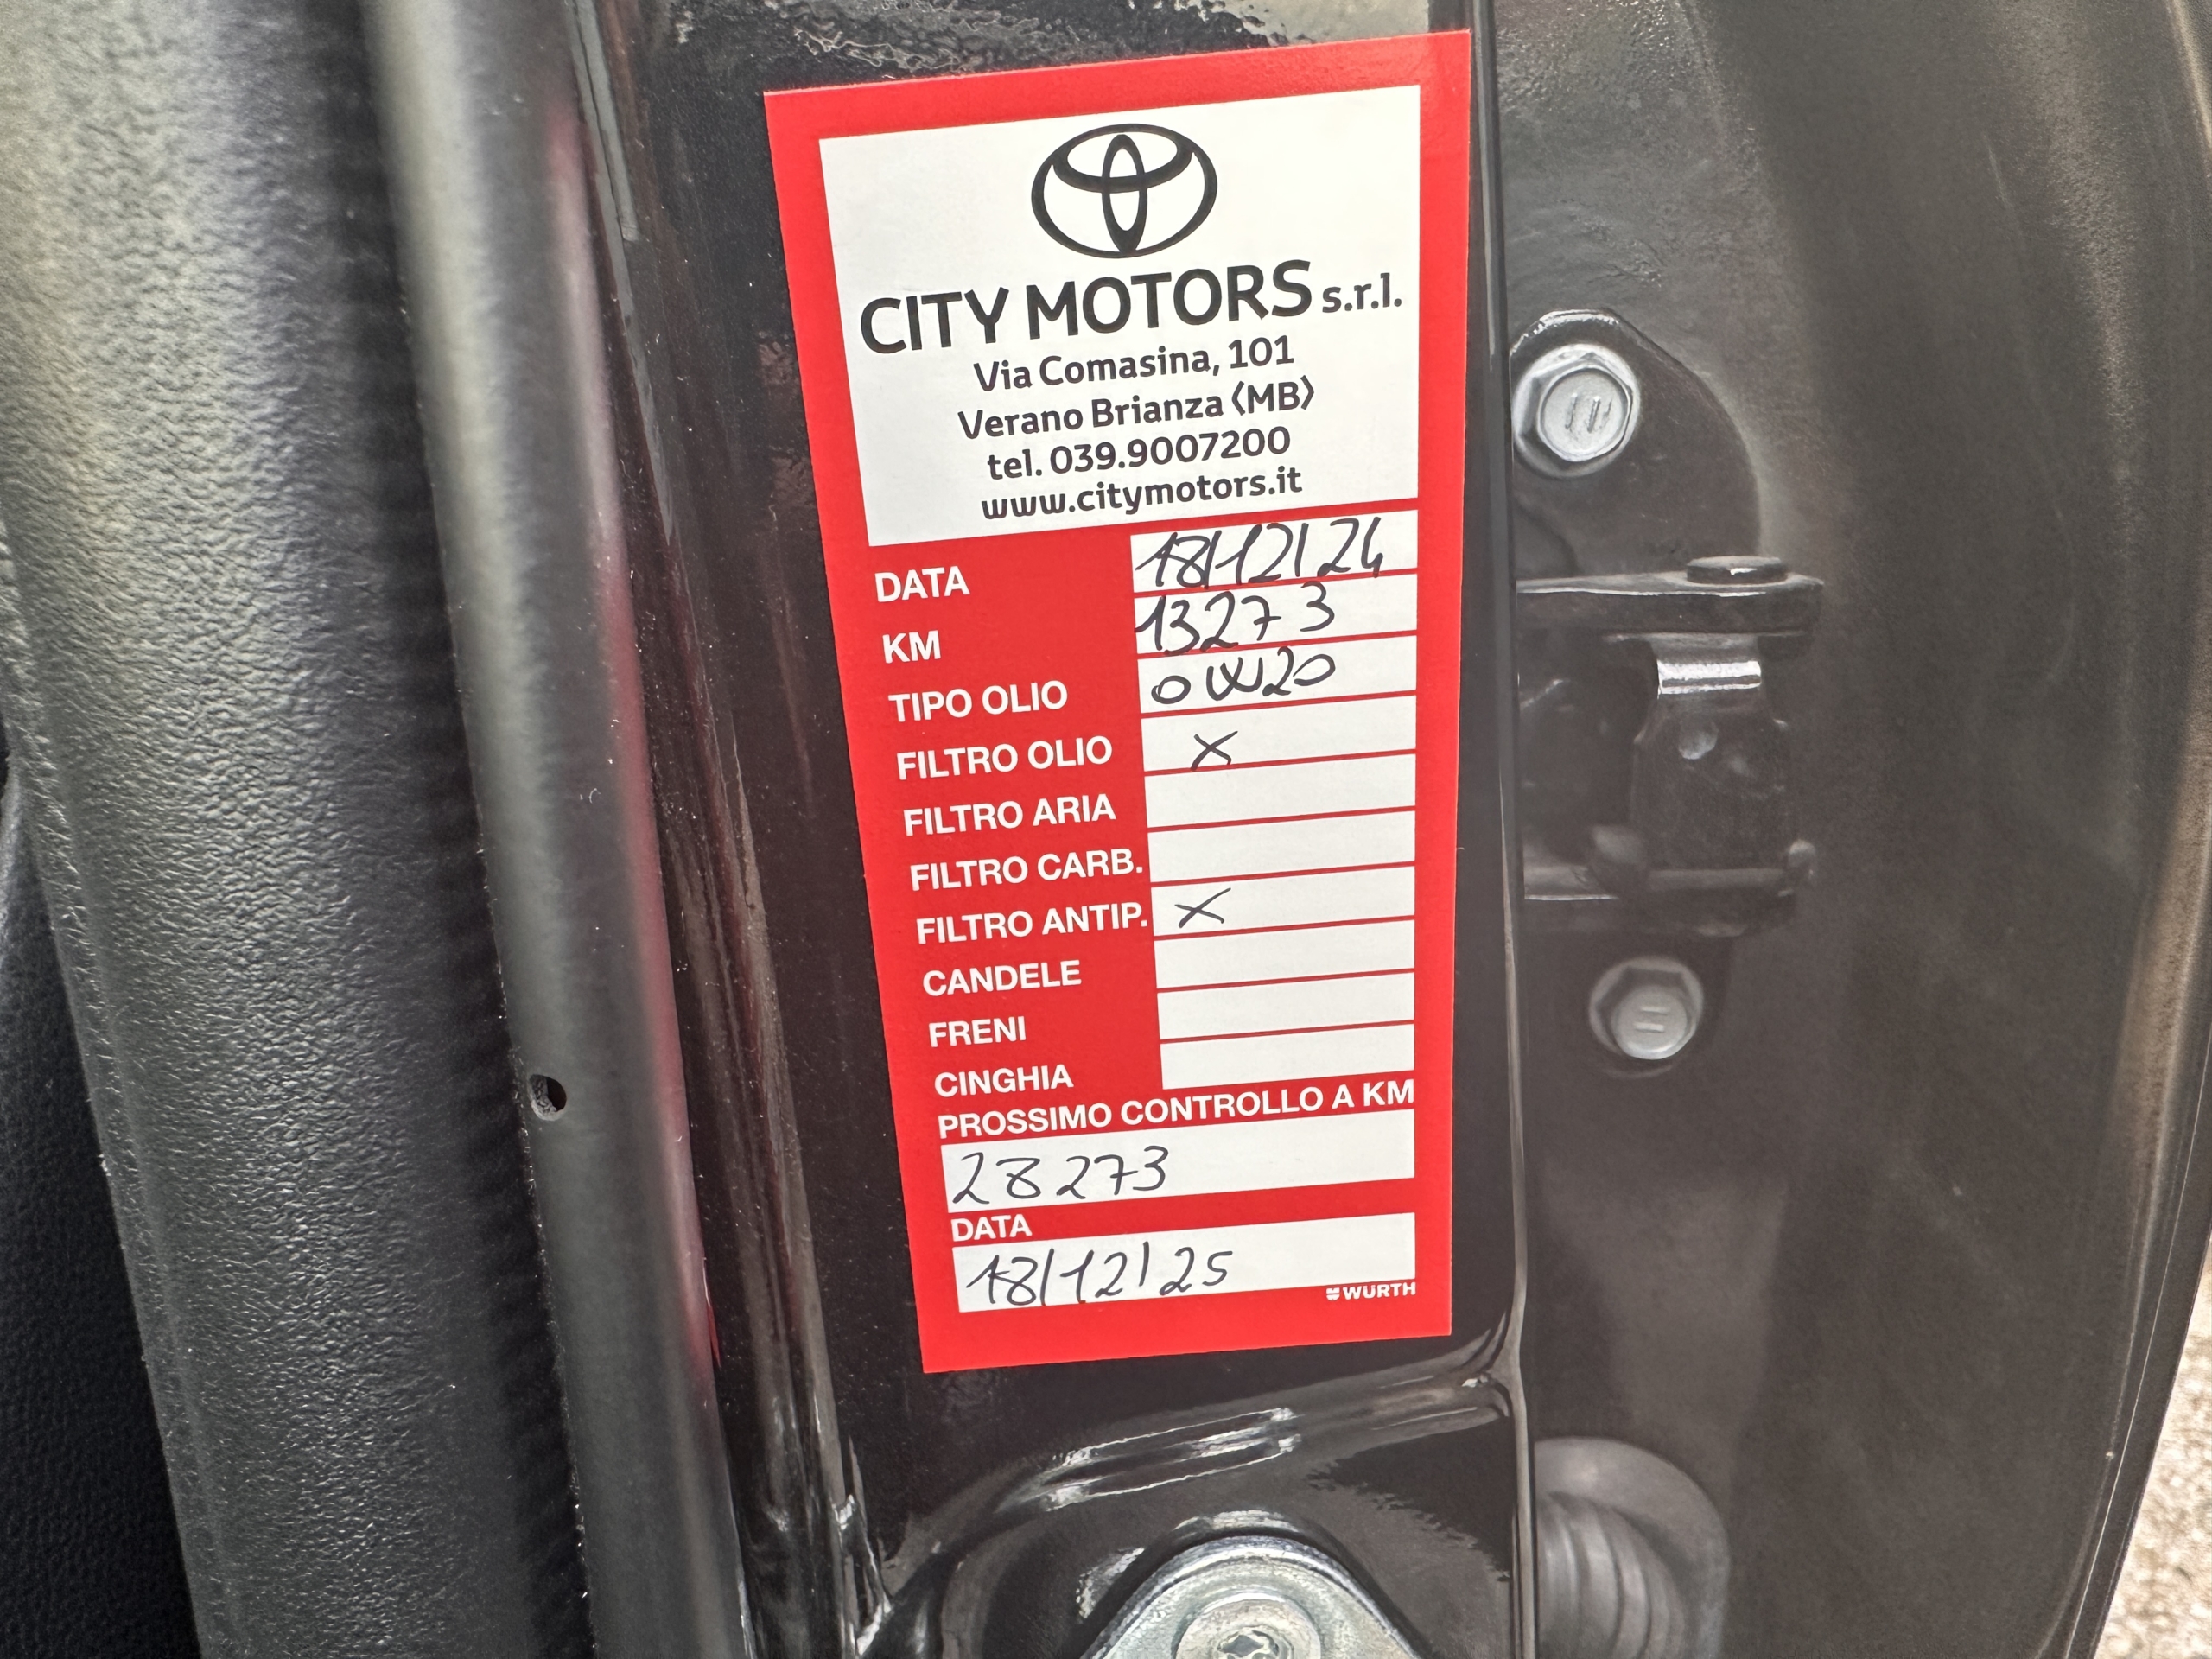 CITY MOTORS s.r.l.
Via Comasina, 101
Verano Brianza (MB)
tel. 039.9007200
www.citymotors.it
DATA 18/12/24
KM 13273
TIPO OLIO 0W20
FILTRO OLIO X
FILTRO ARIA
FILTRO CARB.
FILTRO ANTIP. X
CANDELE
FRENI
CINGHIA
PROSSIMO CONTROLLO A KM
28273
DATA
18/12/25
WURTH